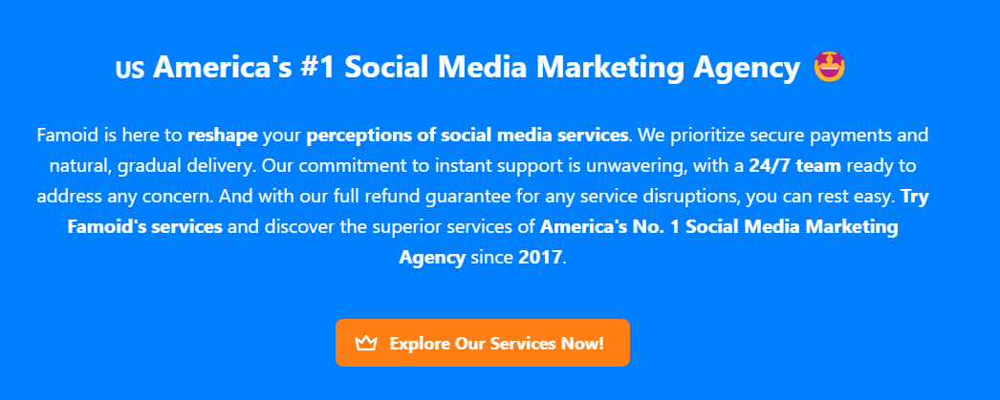 US America's #1 Social Media Marketing Agency 🤩
Famoid is here to reshape your perceptions of social media services. We prioritize secure payments and
natural, gradual delivery. Our commitment to instant support is unwavering, with a 24/7 team ready to
address any concern. And with our full refund guarantee for any service disruptions, you can rest easy. Try
Famoid's services and discover the superior services of America's No. 1 Social Media Marketing
Agency since 2017.
Explore Our Services Now!